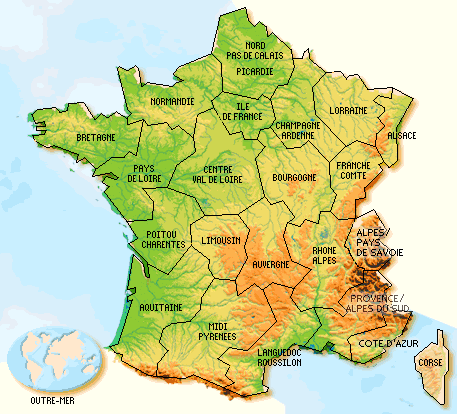 NORD
PAS DE CALAIS
PICARDIE
NORMANDIE
ILE
DE FRANCE
LORRAINE
CHAMPAGNE
ARDENNE
ALSACE
BRETAGNE
PAYS
DE LOIRE
CENTRE
VAL DE LOIRE
BOURGOGNE
FRANCHE
COMTE
POITOU
CHARENTES
LIMOUSIN
AUVERGNE
RHONE
ALPES
ALPES/
PAYS
DE SAVOIE
AQUITAINE
MIDI
PYRENEES
PROVENCE/
ALPES DU SUD
LANGUEDOC
ROUSSILON
COTE D'AZUR
CORSE
OUTRE-MER